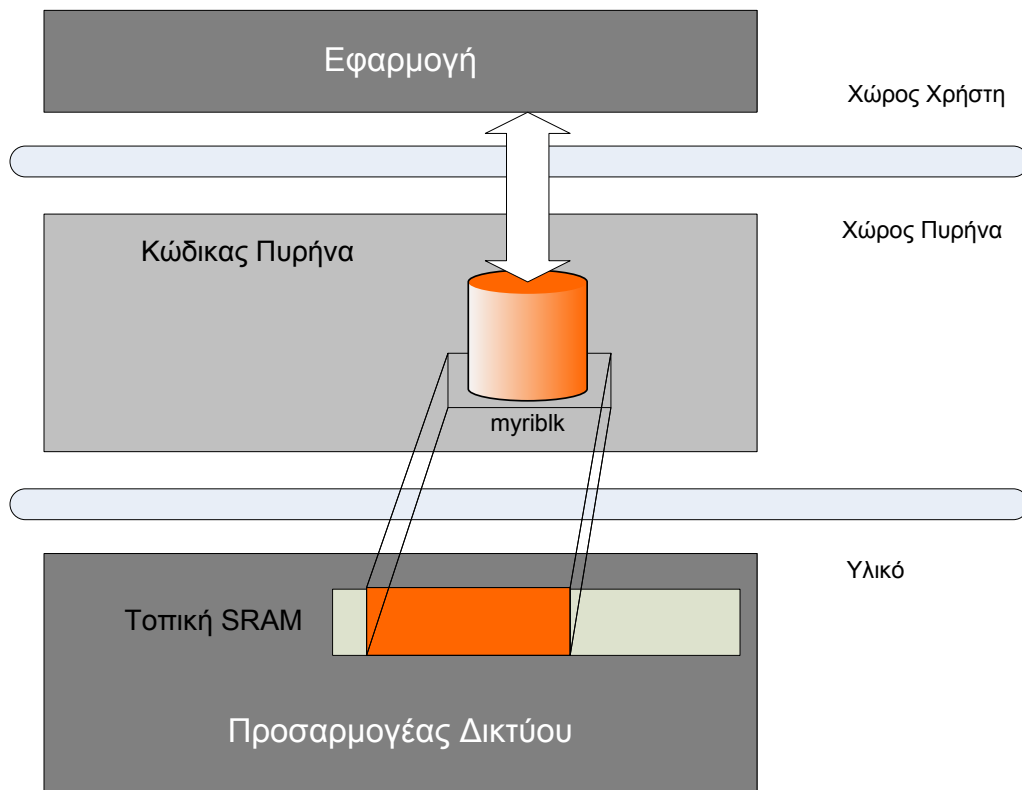 Εφαρμογή
Χώρος Χρήστη
Χώρος Πυρήνα
Κώδικας Πυρήνα
myriblk
Υλικό
Τοπική SRAM
Προσαρμογέας Δικτύου